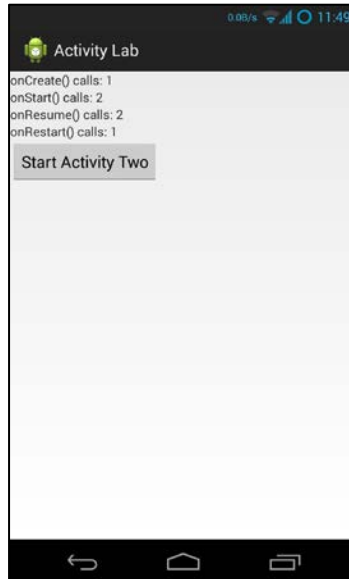 0.0B/s 11:49
Activity Lab
onCreate() calls: 1
onStart() calls: 2
onResume() calls: 2
onRestart() calls: 1
Start Activity Two